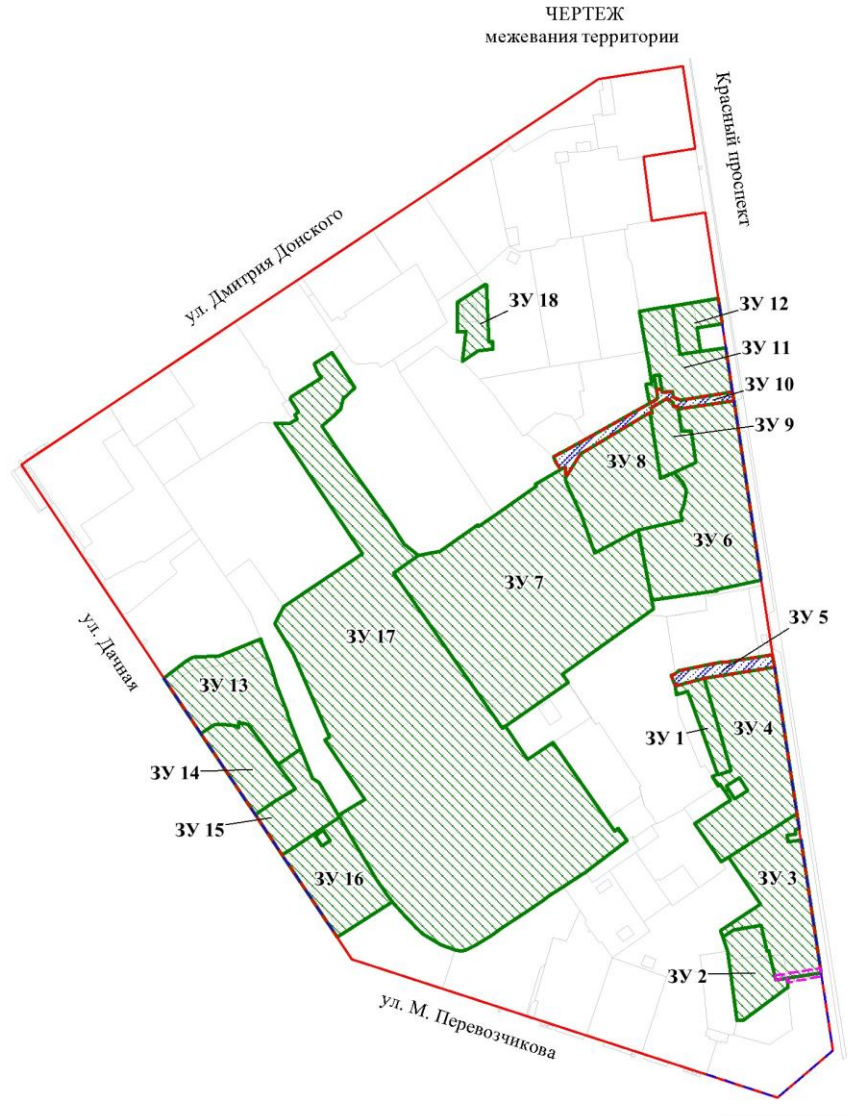 ЧЕРТЕЖ
межевания территории
Красный проспект
ул. Дмитрия Донского
ЗУ 18
ЗУ 12
ЗУ 11
ЗУ 10
ЗУ 9
ЗУ 8
ЗУ 6
ЗУ 7
ЗУ 5
ул. Дачная
ЗУ 17
ЗУ 13
ЗУ 1
ЗУ 4
ЗУ 14
ЗУ 15
ЗУ 16
ЗУ 3
ЗУ 2
ул. М. Перевозчикова